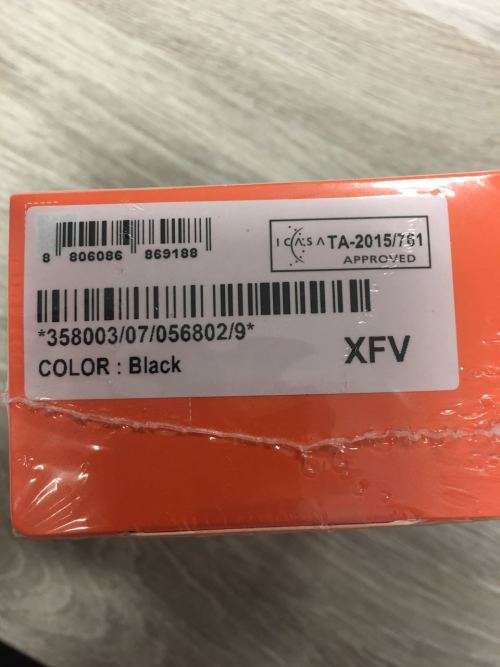 8 806086 869188
ICASA TA-2015/761
APPROVED
*358003/07/056802/9*
COLOR : Black
XFV